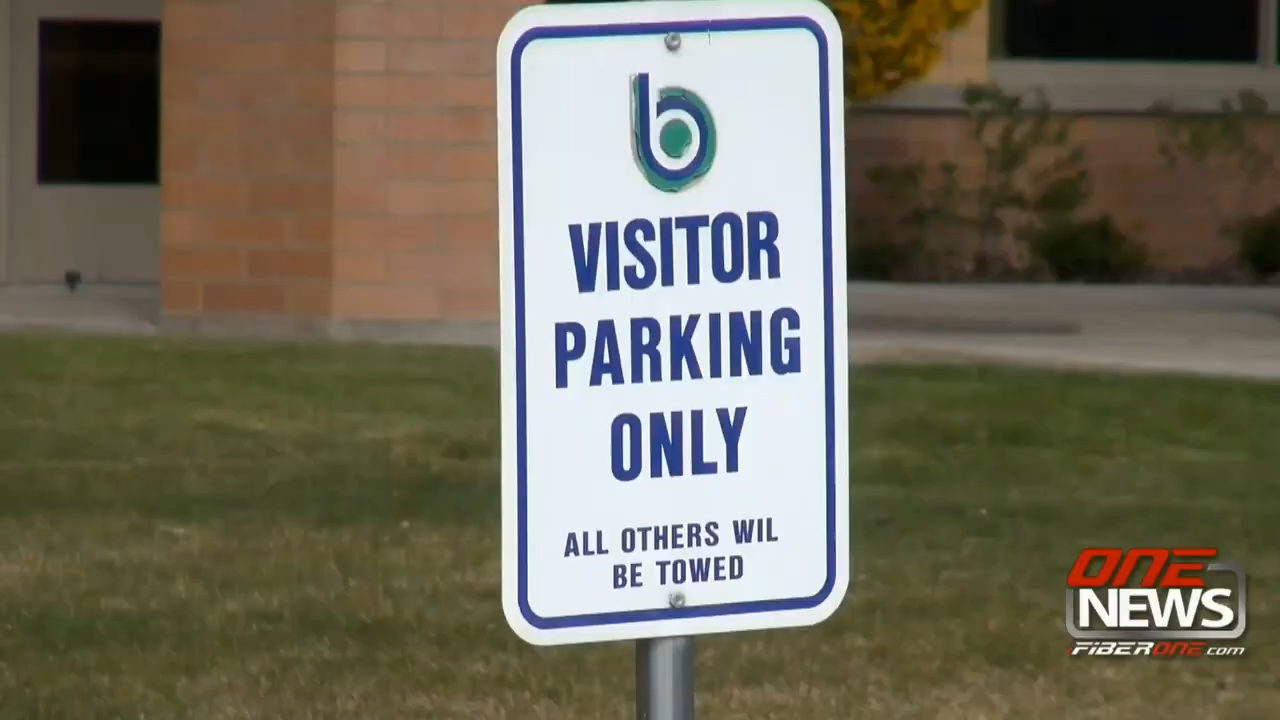 b
VISITOR
PARKING
ONLY
ALL OTHERS WIL
BE TOWED
ONE
NEWS
FIBERONE.com